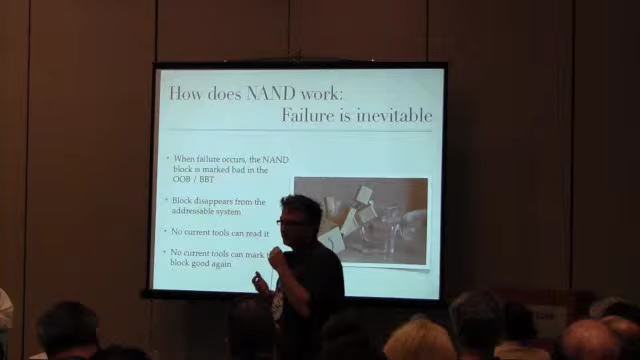 How does NAND work:
Failure is inevitable
• When failure occurs, the NAND
block is marked bad in the
OOB / BBT
• Block disappears from the
addressable system
• No current tools can read it
• No current tools can mark
block good again